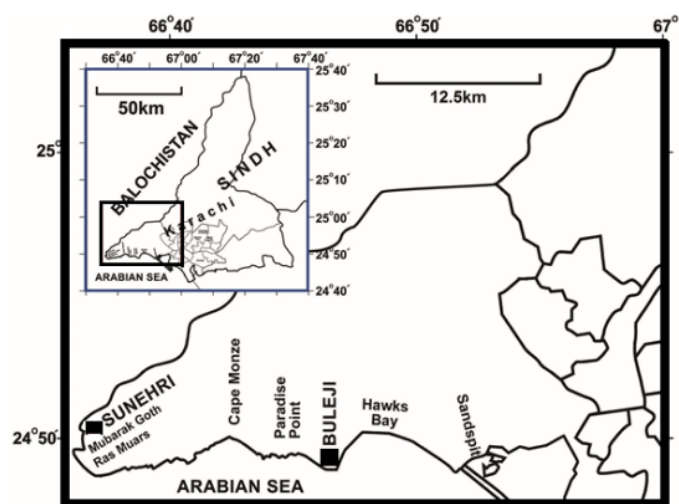 66°40' 66°50' 67°
66°40' 67°00' 67°20' 67°40'
25°40'
50km
12.5km
25°30'
25°20'
BALOCHISTAN
SINDH
25°
25°10'
Karachi
25°00'
24°50'
ARABIAN SEA
24°40'
SUNEHRI
Mubarak Goth
Ras Muars
Cape Monze
Paradise
Point
BULEJI
Hawks
Bay
Sandspit
24°50'
ARABIAN SEA